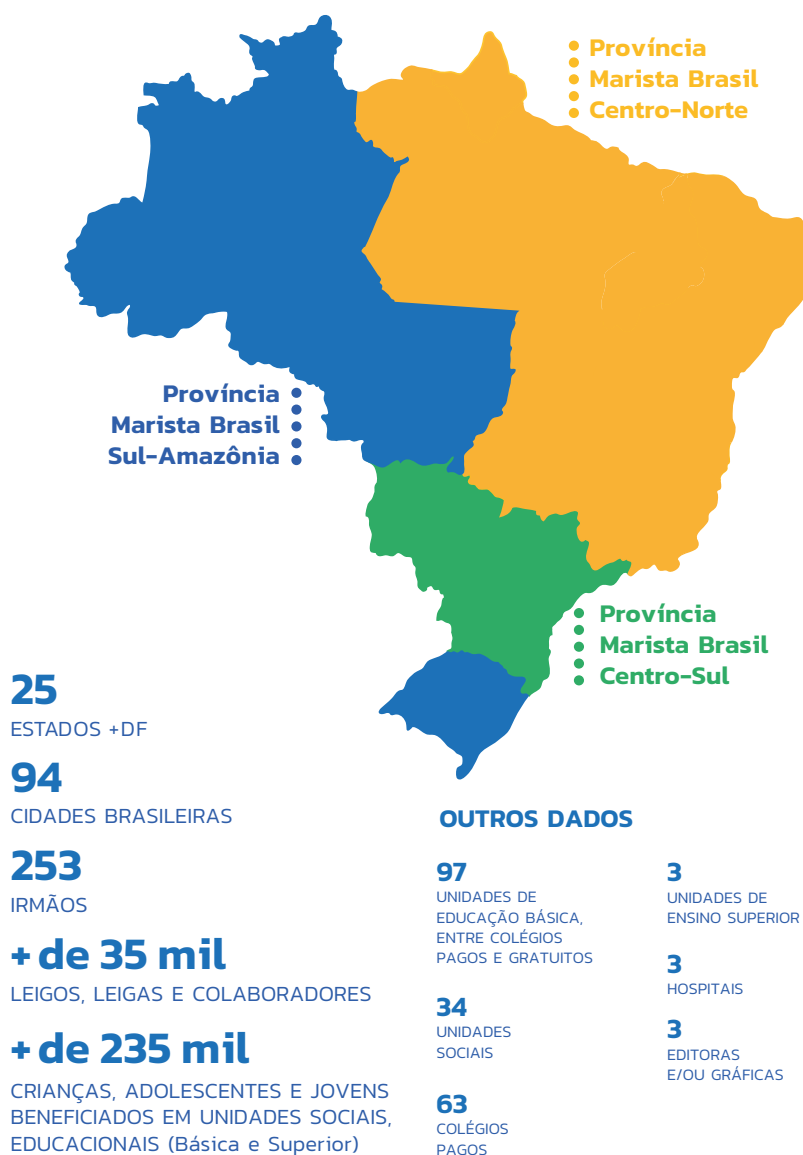 Província
Marista Brasil
Centro-Norte
Província
Marista Brasil
Sul-Amazônia
Província
Marista Brasil
Centro-Sul
25
ESTADOS +DF
94
CIDADES BRASILEIRAS
253
IRMÃOS
+ de 35 mil
LEIGOS, LEIGAS E COLABORADORES
+ de 235 mil
CRIANÇAS, ADOLESCENTES E JOVENS
BENEFICIADOS EM UNIDADES SOCIAIS,
EDUCACIONAIS (Básica e Superior)
OUTROS DADOS
97
UNIDADES DE
EDUCAÇÃO BÁSICA,
ENTRE COLÉGIOS
PAGOS E GRATUITOS
34
UNIDADES
SOCIAIS
63
COLÉGIOS
PAGOS
3
UNIDADES DE
ENSINO SUPERIOR
3
HOSPITAIS
3
EDITORAS
E/OU GRÁFICAS